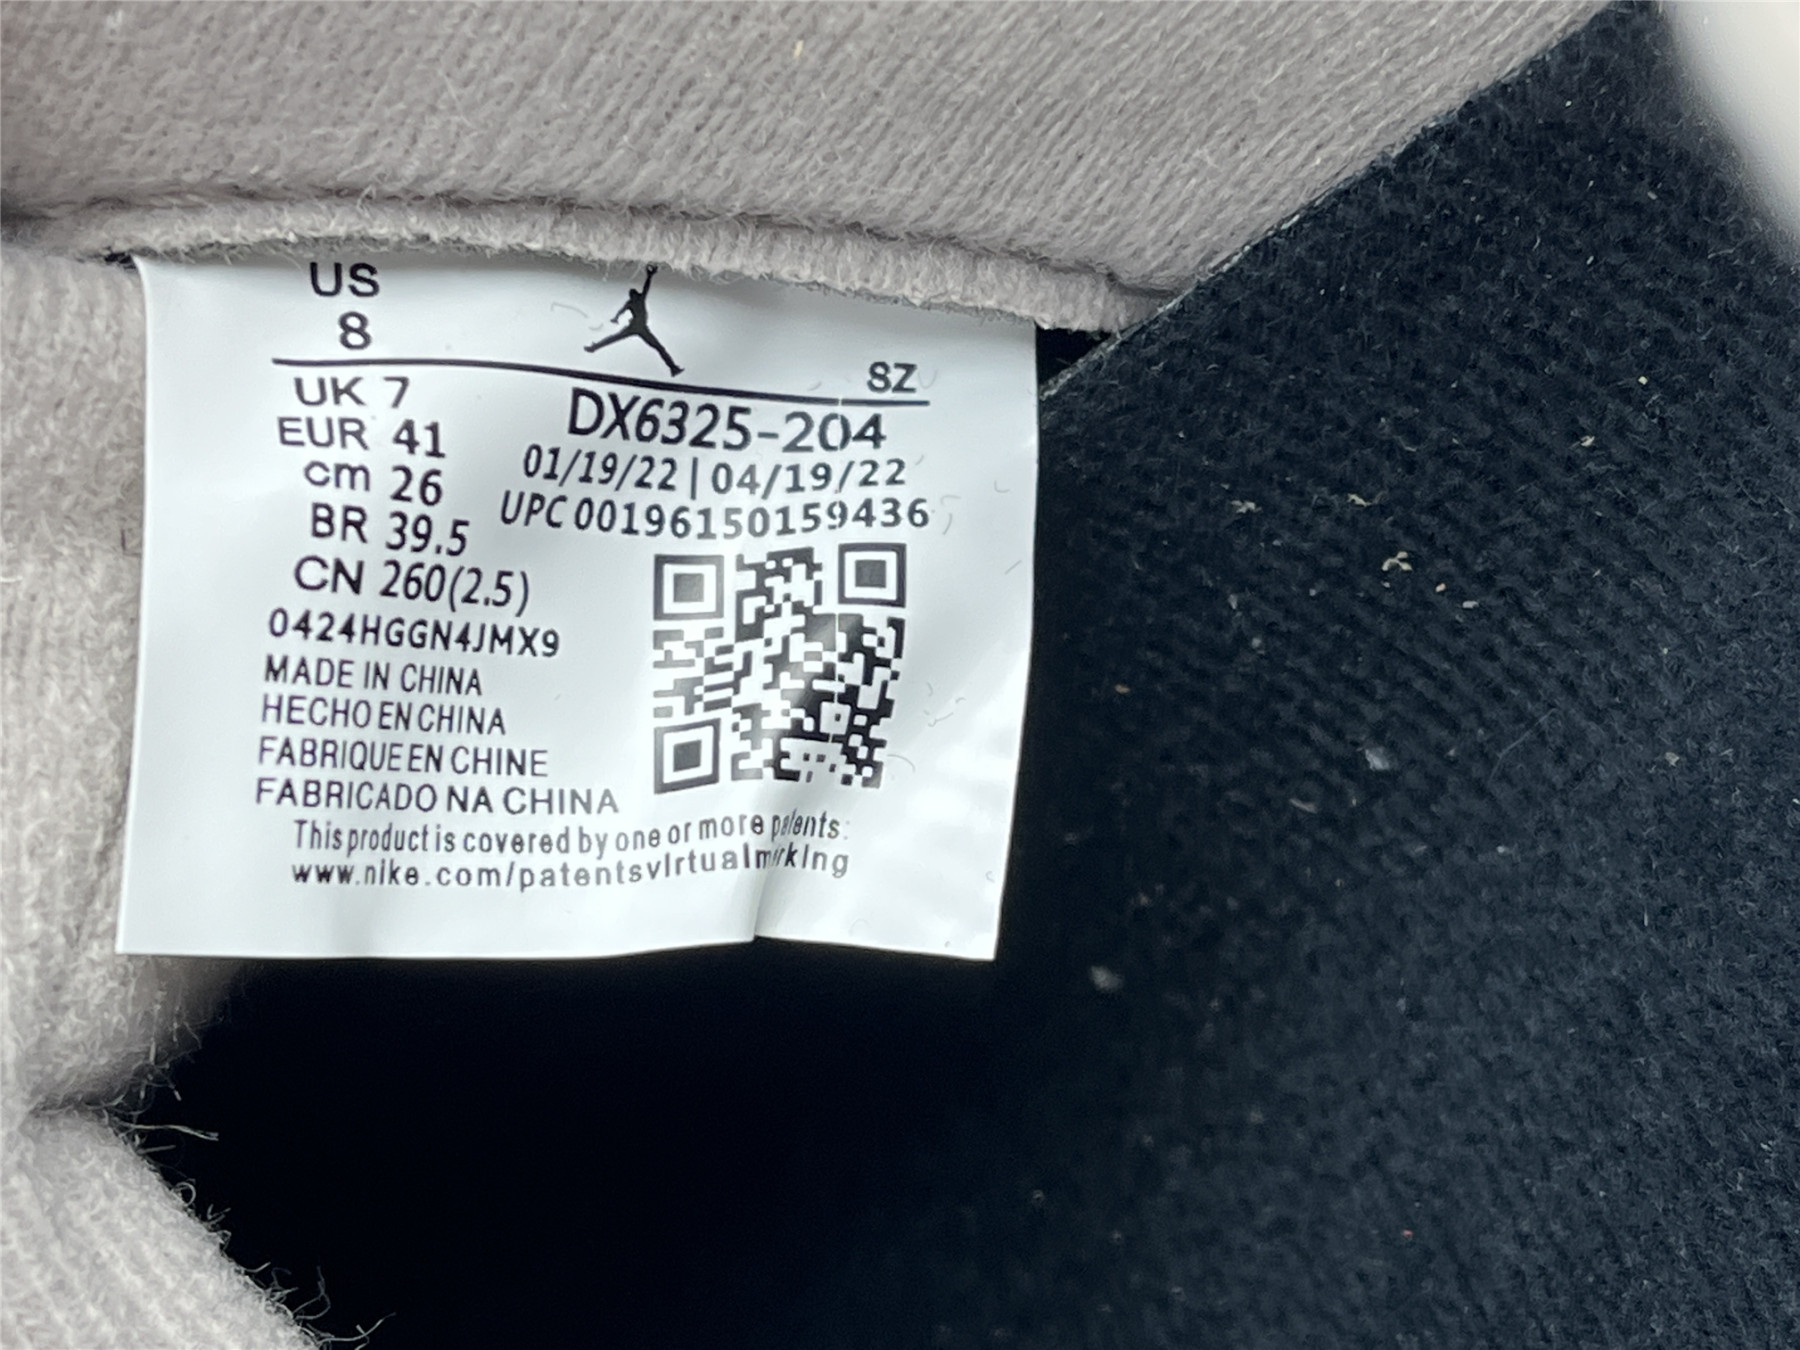 US
8
8Z
UK 7
EUR 41
cm 26
BR 39.5
CN 260(2.5)
DX6325-204
01/19/22 | 04/19/22
UPC 00196150159436
0424HGGN4JMX9
MADE IN CHINA
HECHO EN CHINA
FABRIQUE EN CHINE
FABRICADO NA CHINA
This product is covered by one or more patents:
www.nike.com/patentsvirtualmarking